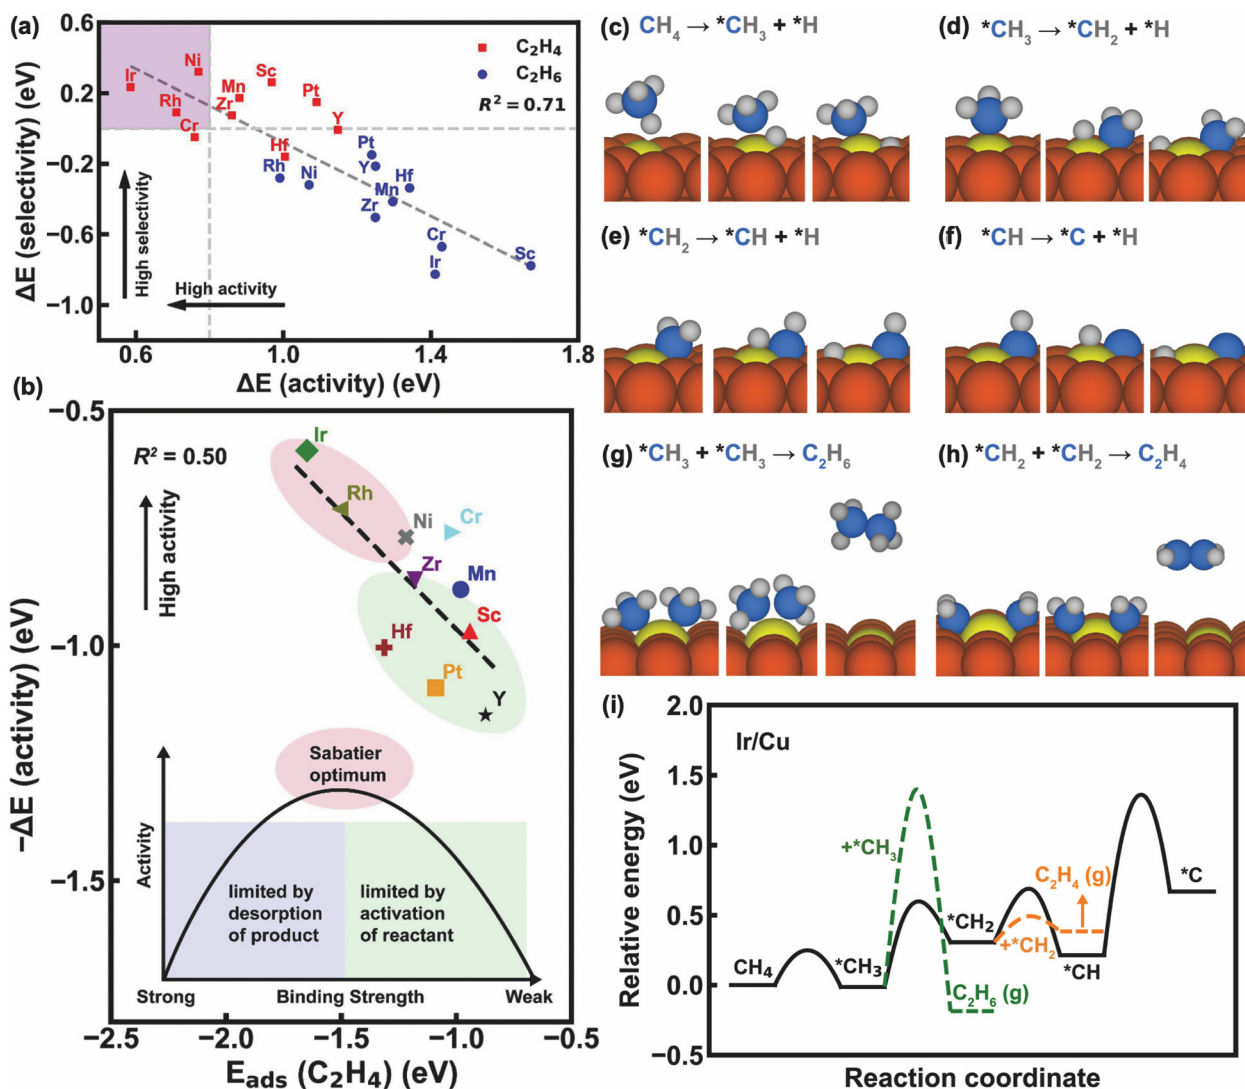 (a)
0.6
0.2
−0.2
−0.6
−1.0
ΔE (selectivity) (eV)
C₂H₄
C₂H₆
R² = 0.71
Ir
Ni
Rh
Cr
Mn
Zr
Sc
Pt
Y
Hf
Rh
Ni
Pt
Y
Hf
Mn
Zr
Cr
Ir
Sc
High selectivity
High activity
0.6
1.0
1.4
1.8
ΔE (activity) (eV)
(b)
−0.5
−1.0
−1.5
−ΔE (activity) (eV)
R² = 0.50
High activity
Ir
Rh
Ni
Cr
Zr
Mn
Sc
Hf
Pt
Y
Sabatier
optimum
Activity
limited by
desorption
of product
limited by
activation
of reactant
Strong
Binding Strength
Weak
−2.5
−2.0
−1.5
−1.0
−0.5
E_ads (C₂H₄) (eV)
(c) CH₄ → *CH₃ + *H
(d) *CH₃ → *CH₂ + *H
(e) *CH₂ → *CH + *H
(f) *CH → *C + *H
(g) *CH₃ + *CH₃ → C₂H₆
(h) *CH₂ + *CH₂ → C₂H₄
(i)
2.0
1.5
1.0
0.5
0.0
−0.5
Relative energy (eV)
Ir/Cu
CH₄
*CH₃
+*CH₃
*CH₂
C₂H₆ (g)
+*CH₂
C₂H₄ (g)
*CH
*C
Reaction coordinate